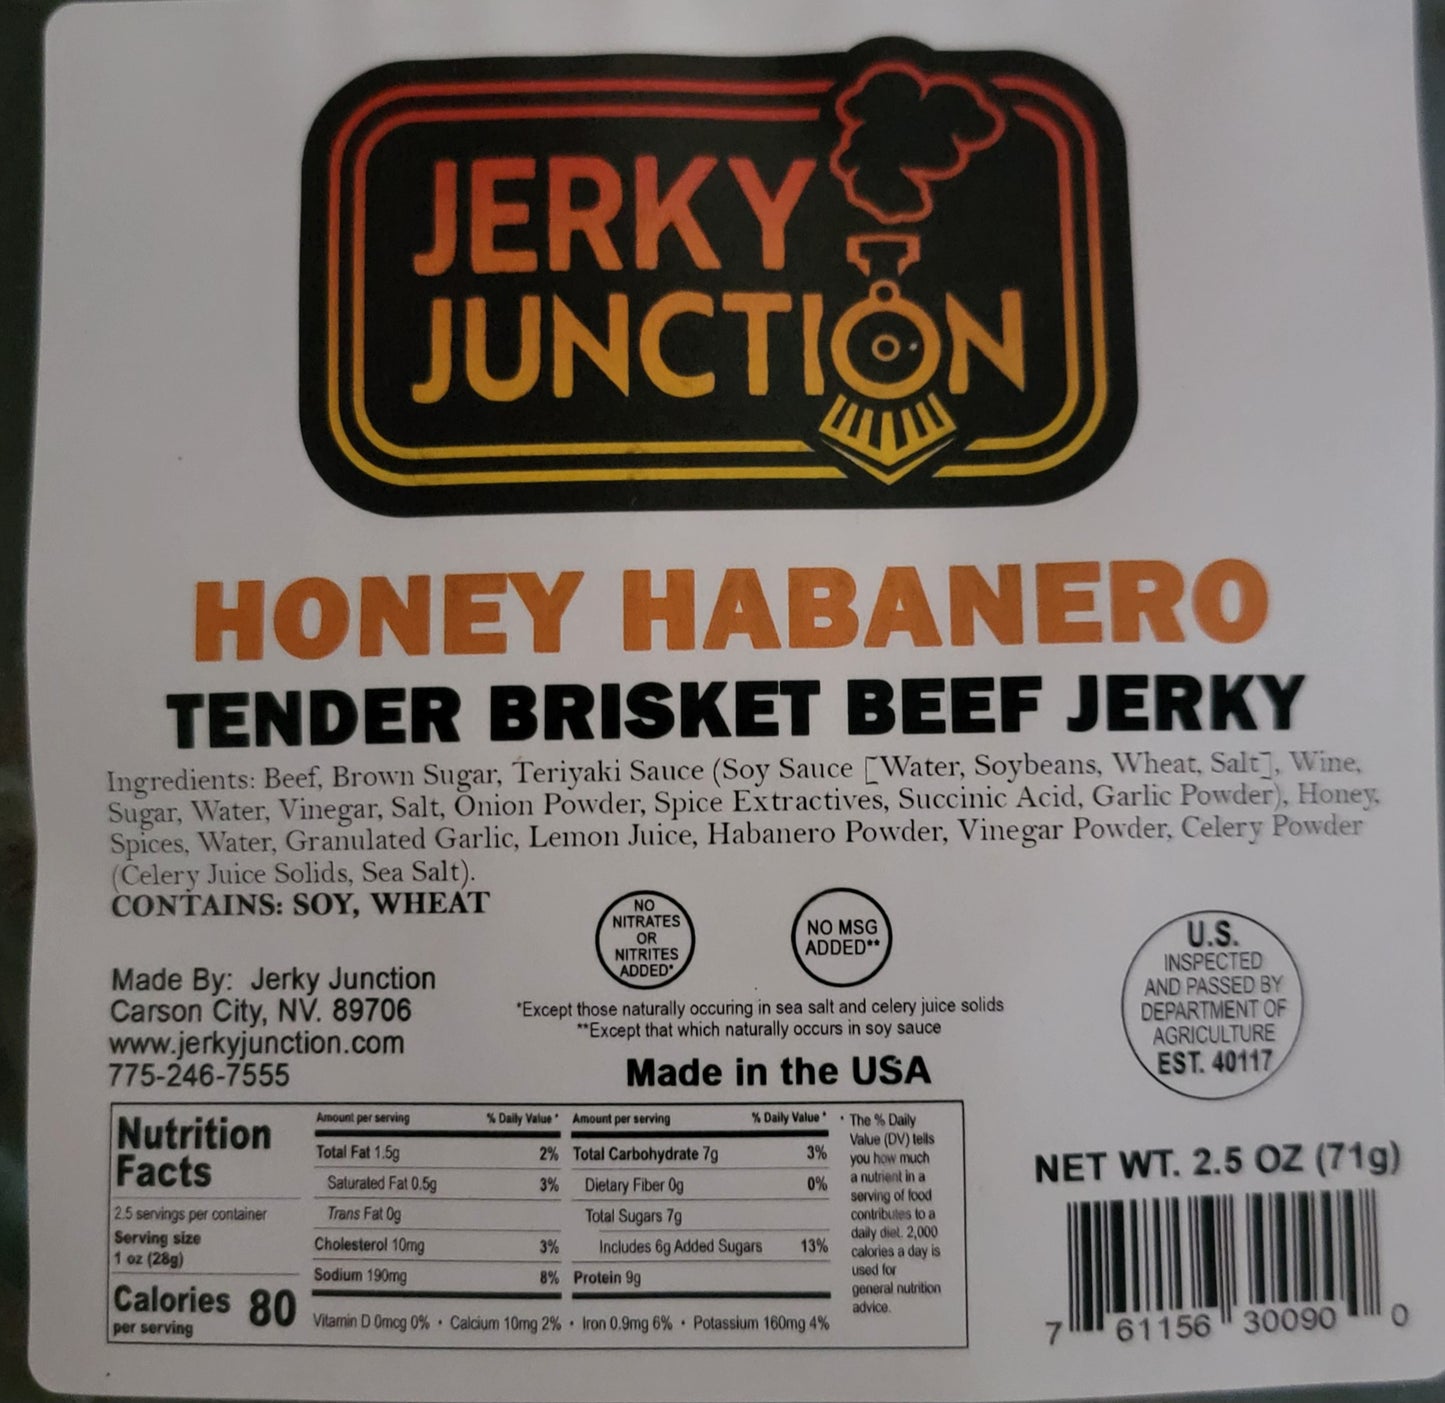 JERKY
JUNCTION
HONEY HABANERO
TENDER BRISKET BEEF JERKY
Ingredients: Beef, Brown Sugar, Teriyaki Sauce (Soy Sauce [Water, Soybeans, Wheat, Salt], Wine,
Sugar, Water, Vinegar, Salt, Onion Powder, Spice Extractives, Succinic Acid, Garlic Powder), Honey,
Spices, Water, Granulated Garlic, Lemon Juice, Habanero Powder, Vinegar Powder, Celery Powder
(Celery Juice Solids, Sea Salt).
CONTAINS: SOY, WHEAT
NO
NITRATES
OR
NITRITES
ADDED*
NO MSG
ADDED**
*Except those naturally occuring in sea salt and celery juice solids
**Except that which naturally occurs in soy sauce
Made in the USA
U.S.
INSPECTED
AND PASSED BY
DEPARTMENT OF
AGRICULTURE
EST. 40117
Made By: Jerky Junction
Carson City, NV. 89706
www.jerkyjunction.com
775-246-7555
Nutrition
Facts
2.5 servings per container
Serving size
1 oz (28g)
Calories 80
per serving
Amount per serving % Daily Value*
Total Fat 1.5g 2%
Saturated Fat 0.5g 3%
Trans Fat 0g
Cholesterol 10mg 3%
Sodium 190mg 8%
Amount per serving % Daily Value*
Total Carbohydrate 7g 3%
Dietary Fiber 0g 0%
Total Sugars 7g
Includes 6g Added Sugars 13%
Protein 9g
Vitamin D 0mcg 0% • Calcium 10mg 2% • Iron 0.9mg 6% • Potassium 160mg 4%
* The % Daily
Value (DV) tells
you how much
a nutrient in a
serving of food
contributes to a
daily diet. 2,000
calories a day is
used for
general nutrition
advice.
NET WT. 2.5 OZ (71g)
7 61156 30090 0